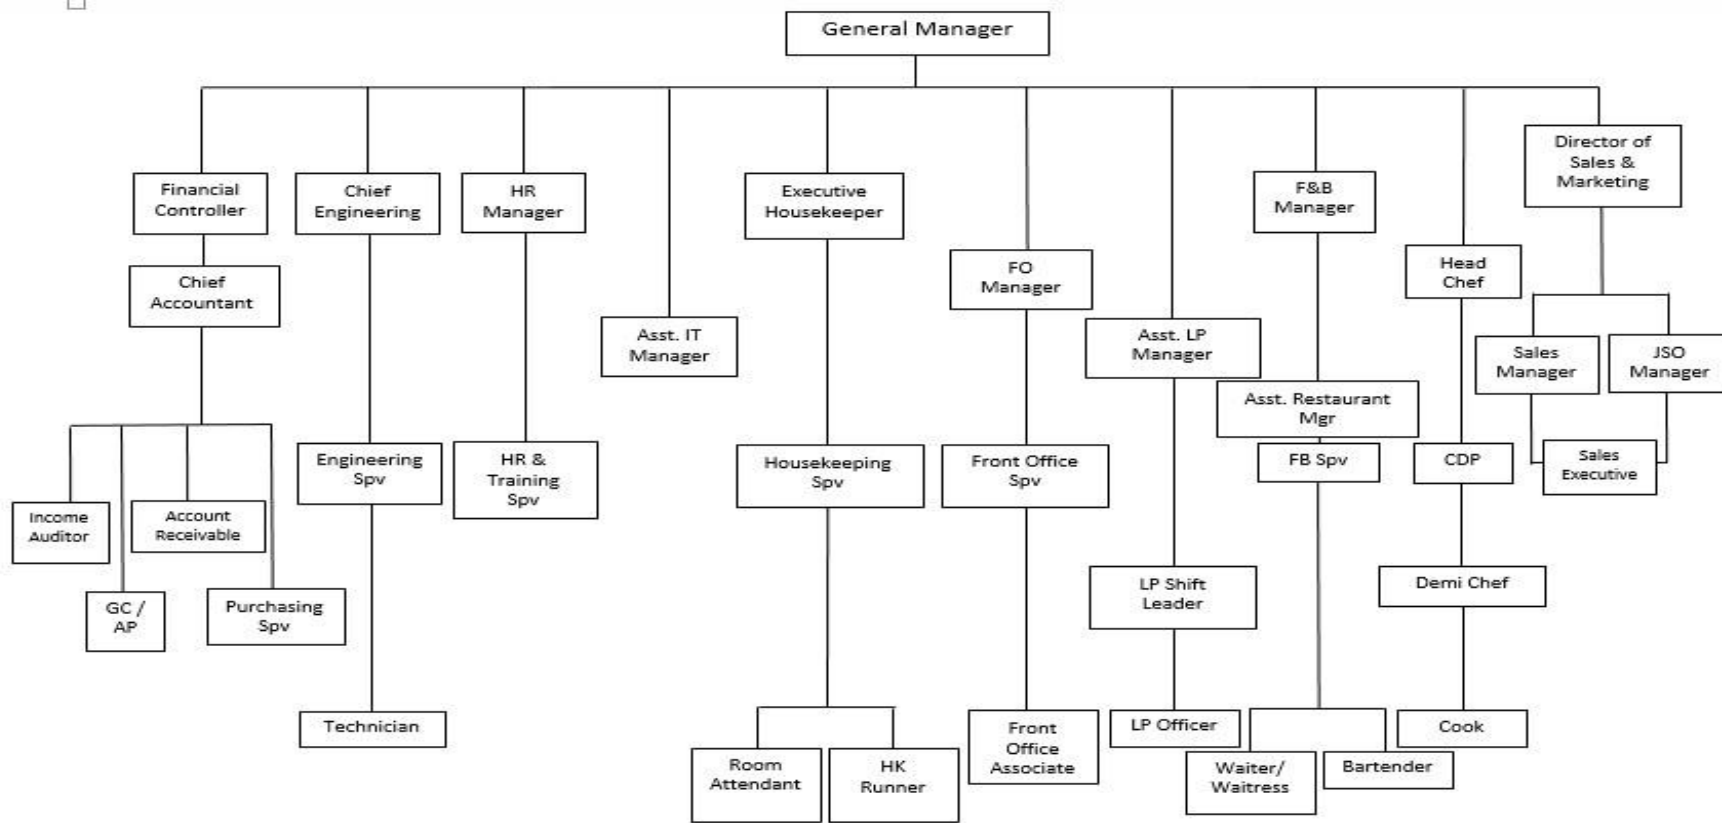 General Manager
Director of
Sales &
Marketing
Financial
Controller
Chief
Engineering
HR
Manager
Executive
Housekeeper
F&B
Manager
FO
Manager
Head
Chef
Chief
Accountant
Asst. IT
Manager
Asst. LP
Manager
Sales
Manager
JSO
Manager
Asst. Restaurant
Mgr
Engineering
Spv
HR &
Training
Spv
Housekeeping
Spv
Front Office
Spv
FB Spv
CDP
Sales
Executive
Income
Auditor
Account
Receivable
GC /
AP
Purchasing
Spv
LP Shift
Leader
Demi Chef
Technician
Room
Attendant
HK
Runner
Front
Office
Associate
LP Officer
Waiter/
Waitress
Bartender
Cook